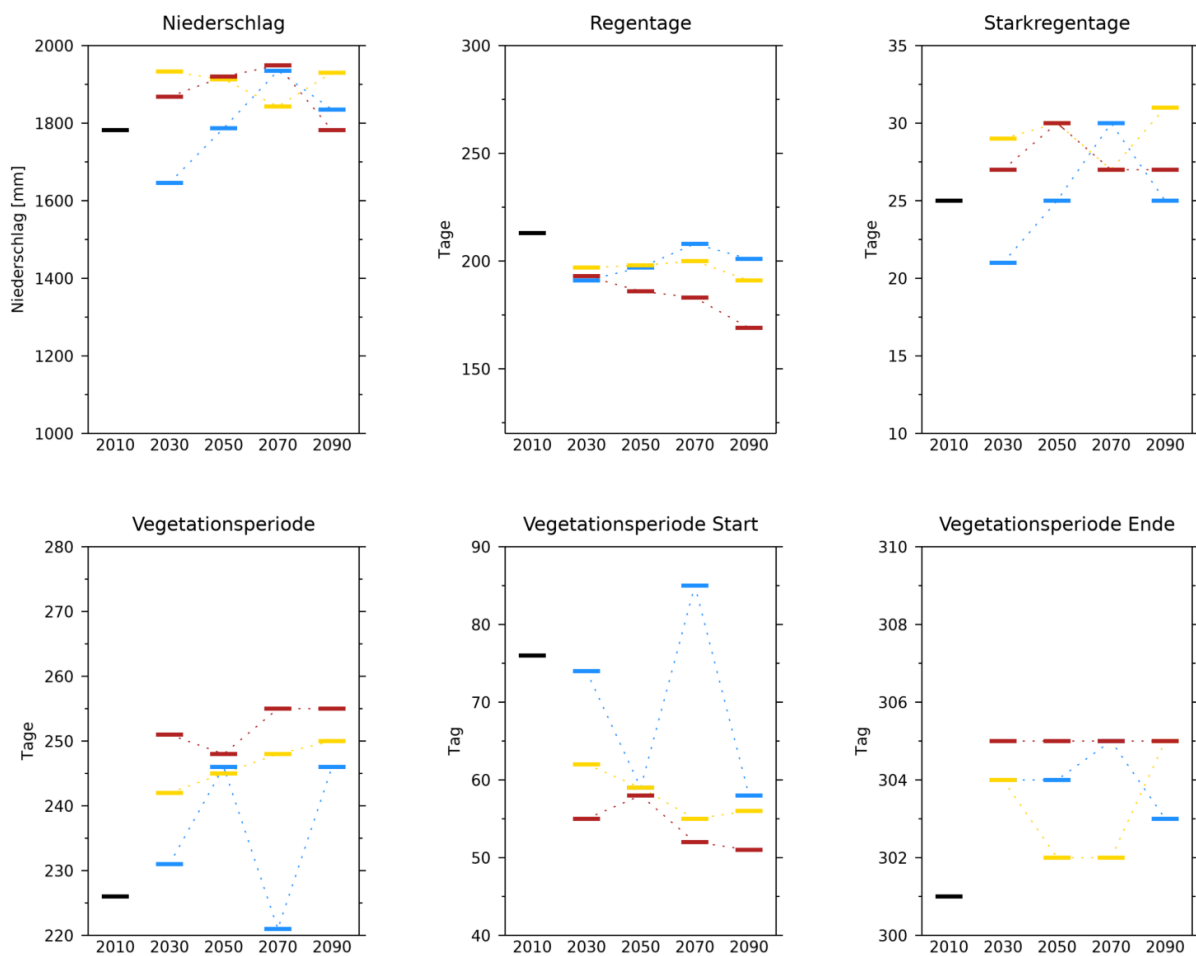 Niederschlag
Niederschlag [mm]
2000
1800
1600
1400
1200
1000
2010 2030 2050 2070 2090
Regentage
Tage
300
250
200
150
2010 2030 2050 2070 2090
Starkregentage
Tage
35
30
25
20
15
10
2010 2030 2050 2070 2090
Vegetationsperiode
Tage
280
270
260
250
240
230
220
2010 2030 2050 2070 2090
Vegetationsperiode Start
Tag
90
80
70
60
50
40
2010 2030 2050 2070 2090
Vegetationsperiode Ende
Tag
310
308
306
304
302
300
2010 2030 2050 2070 2090